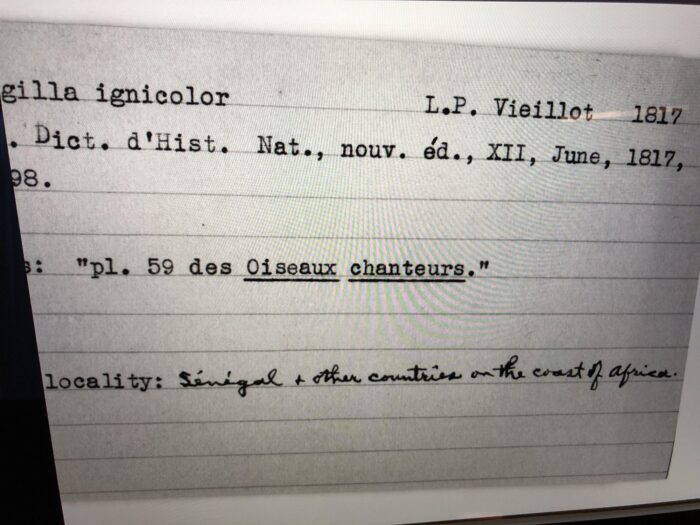 gilla ignicolor L.P. Vieillot 1817
. Dict. d'Hist. Nat., nouv. éd., XII, June, 1817,
98.
s: "pl. 59 des Oiseaux chanteurs."
locality: Sénégal + other countries on the coast of Africa.